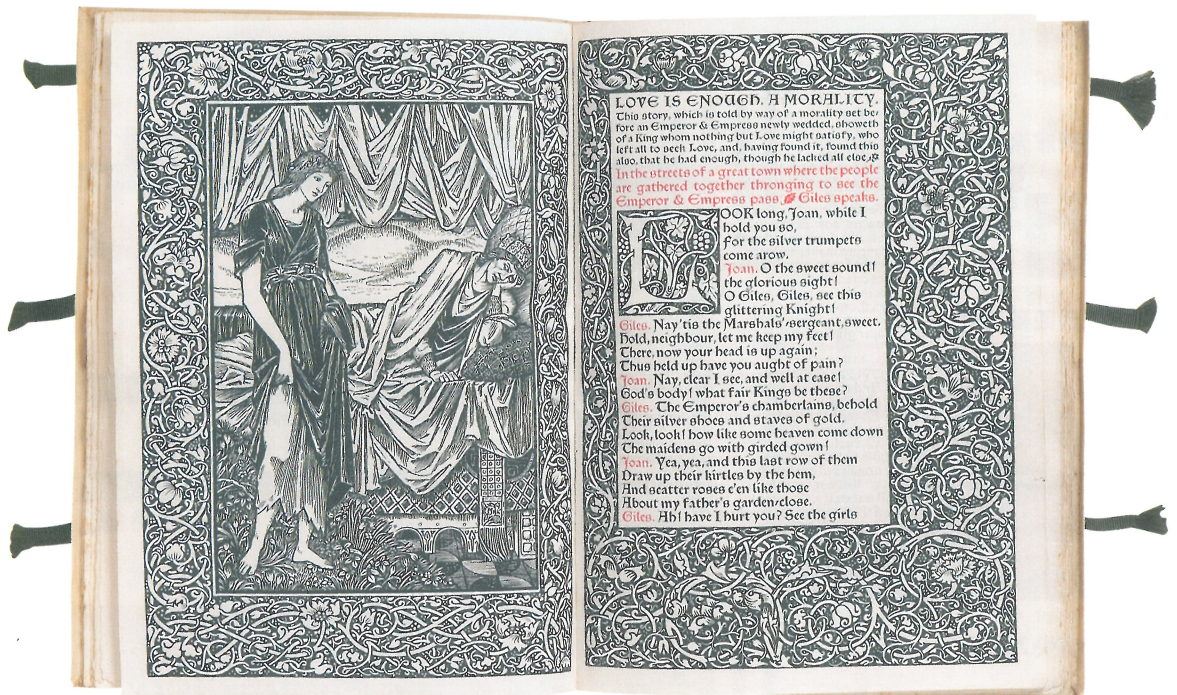 LOVE IS ENOUGH. A MORALITY.
This story, which is told by way of a morality set be-
fore an Emperor & Empress newly wedded, showeth
of a King whom nothing but Love might satisfy, who
left all to seek Love, and, having found it, found this
also, that he had enough, though he lacked all else.
In the streets of a great town where the people
are gathered together thronging to see the
Emperor & Empress pass. Giles speaks.
LOOK long, Joan, while I
hold you so,
For the silver trumpets
come arow.
Joan. O the sweet sound!
the glorious sight!
O Giles, Giles, see this
glittering Knight!
Giles. Nay 'tis the Marshals'-sergeant, sweet.
Hold, neighbour, let me keep my feet!
There, now your head is up again;
Thus held up have you aught of pain?
Joan. Nay, clear I see, and well at ease!
God's body! what fair Kings be these?
Giles. The Emperor's chamberlains, behold
Their silver shoes and staves of gold.
Look, look! how like some heaven come down
The maidens go with girded gown!
Joan. Yea, yea, and this last row of them
Draw up their kirtles by the hem,
And scatter roses e'en like those
About my father's garden-close.
Giles. Ah! have I hurt you? See the girls